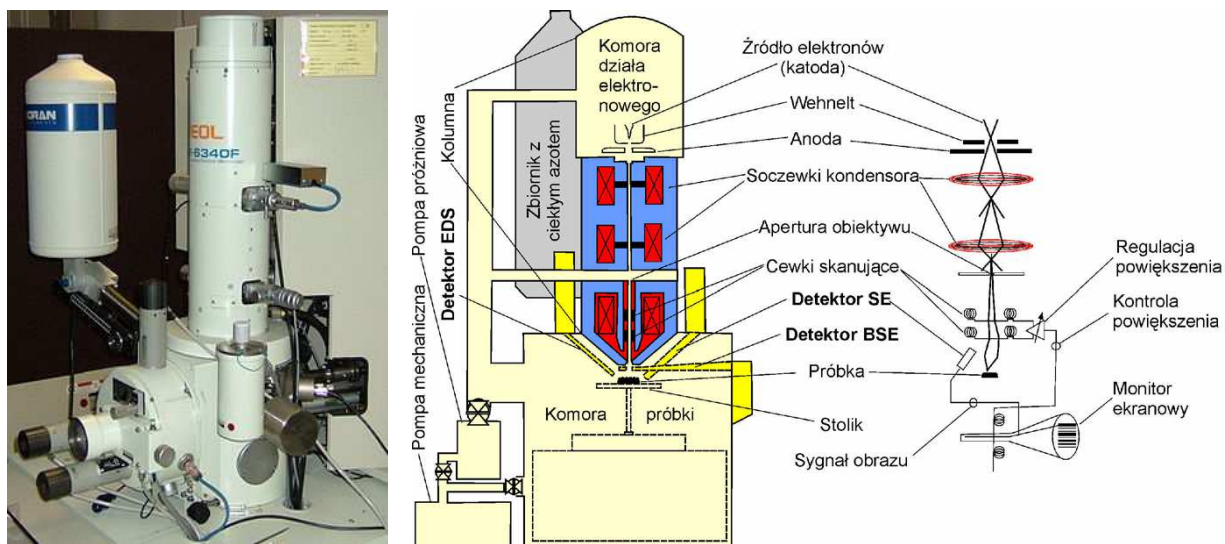 ORAN
EOL
6340F
Komora
działa
elektro-
nowego
Kolumna
Pompa próżniowa
Pompa mechaniczna
Detektor EDS
Zbiornik z
ciekłym azotem
Źródło elektronów
(katoda)
Wehnelt
Anoda
Soczewki kondensora
Apertura obiektywu
Cewki skanujące
Detektor SE
Detektor BSE
Próbka
Stolik
Komora próbki
Sygnał obrazu
Regulacja
powiększenia
Kontrola
powiększenia
Monitor
ekranowy